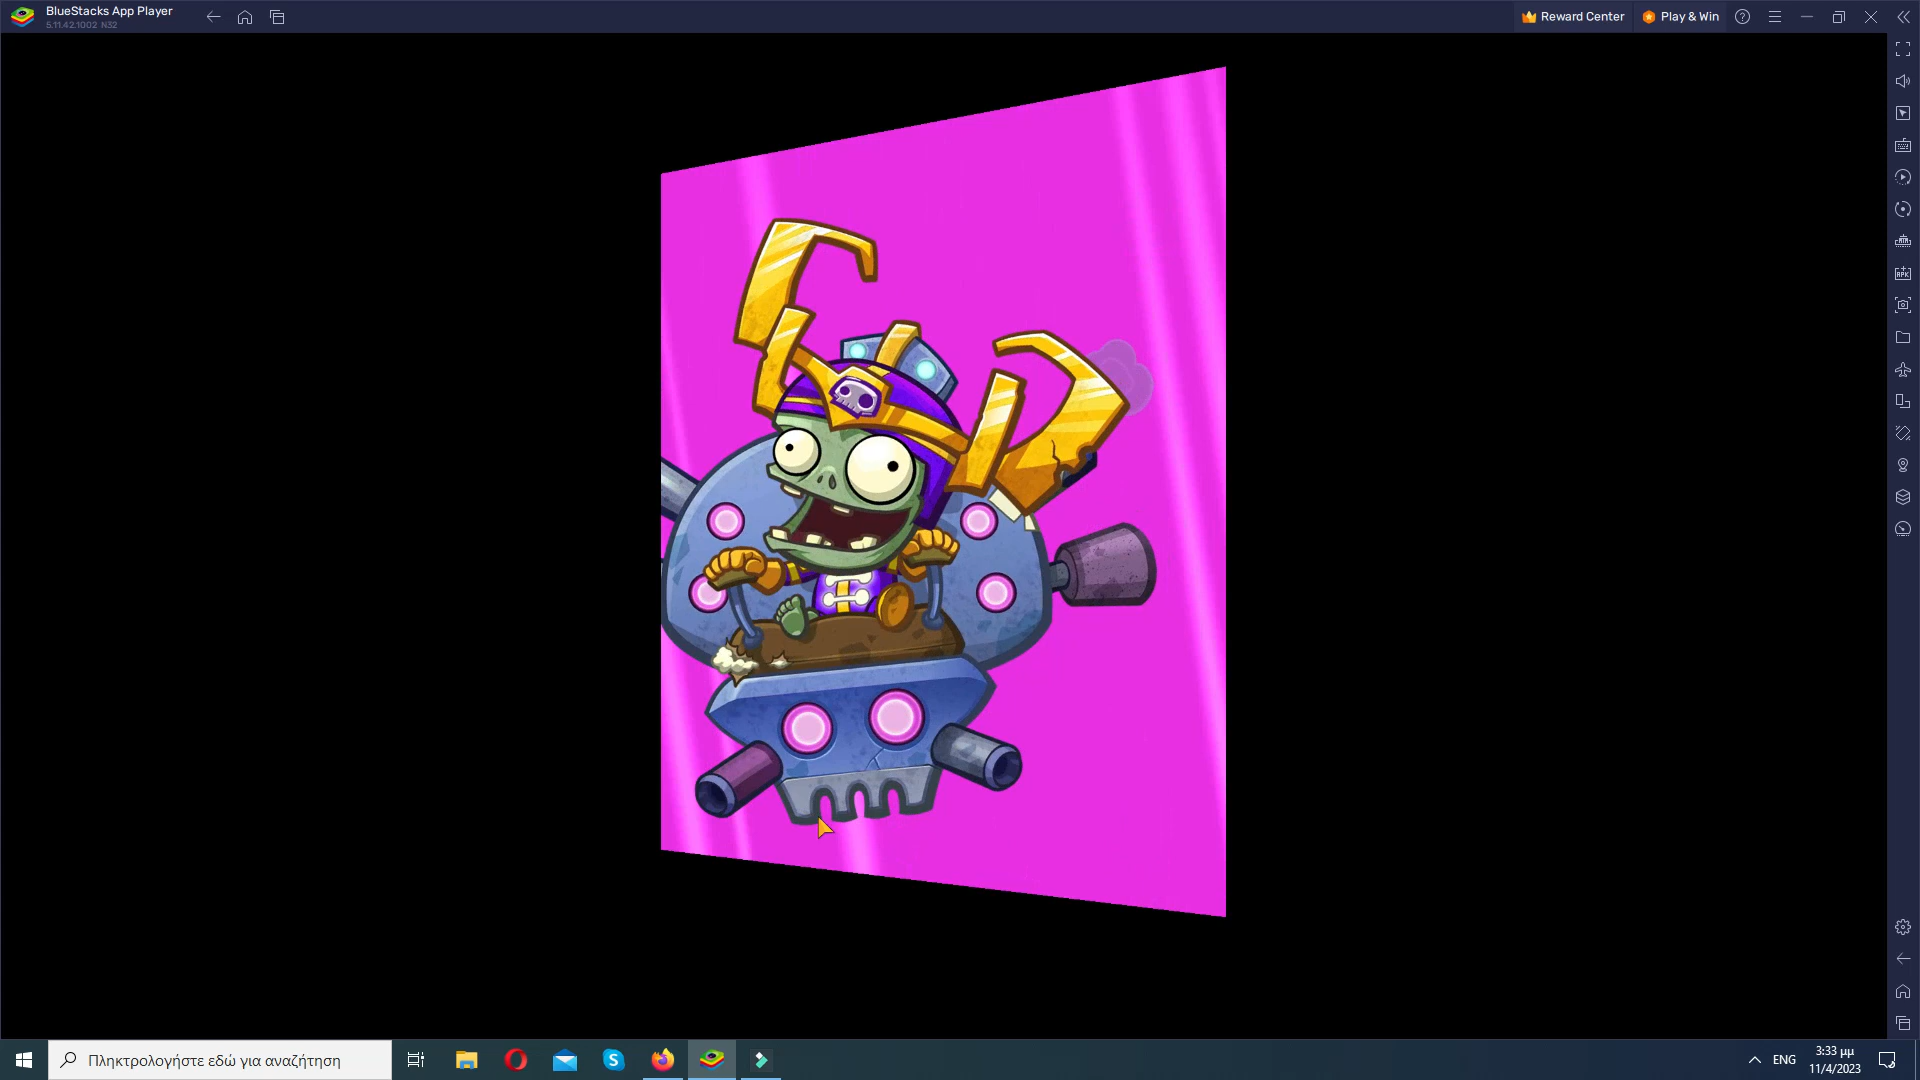 BlueStacks App Player
5.11.42.1002 N32
Reward Center
Play & Win
APK
Πληκτρολογήστε εδώ για αναζήτηση
ENG
3:33 μμ
11/4/2023